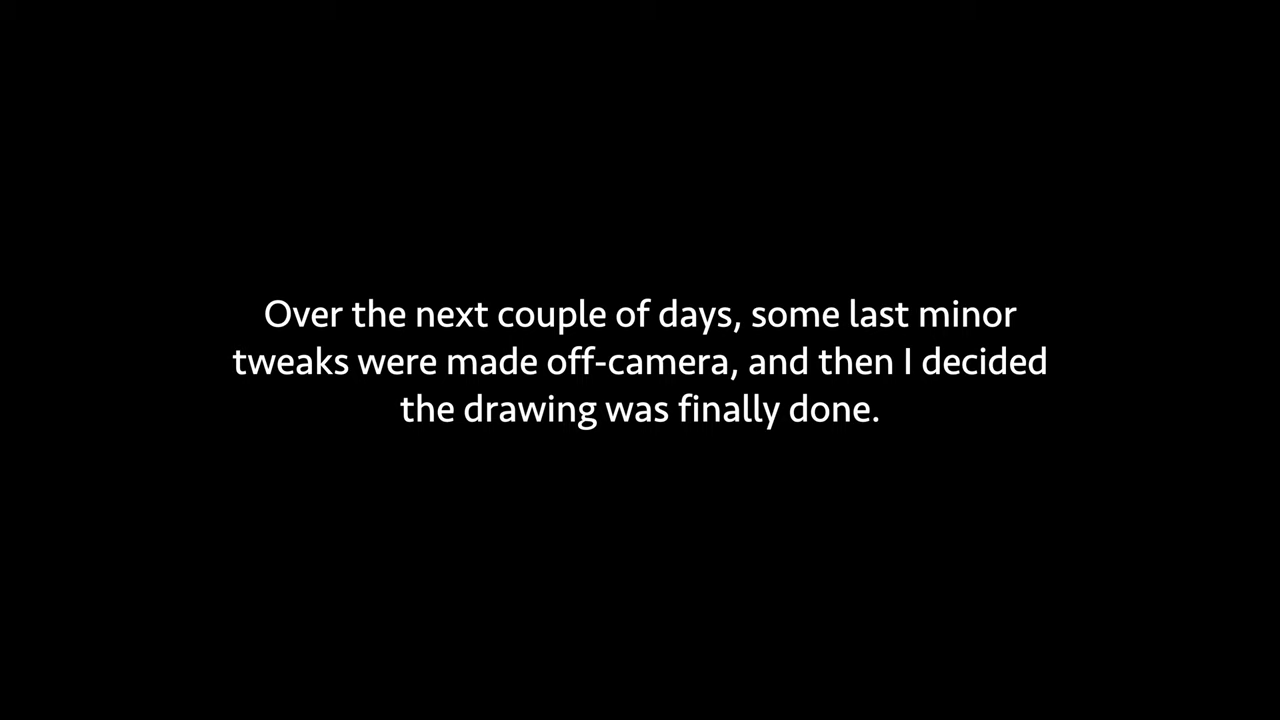 Over the next couple of days, some last minor
tweaks were made off-camera, and then I decided
the drawing was finally done.